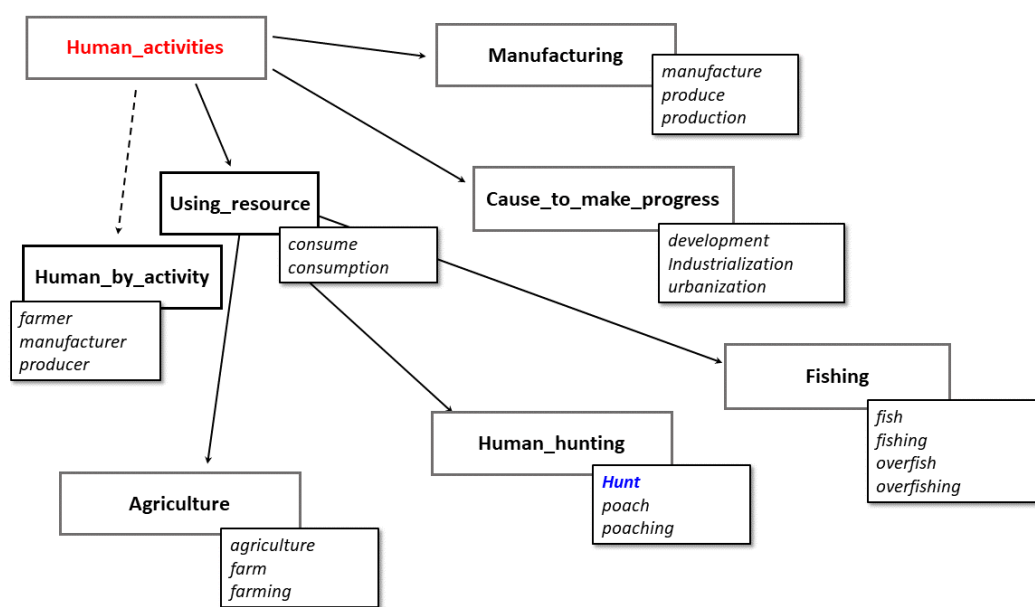 Human_activities
Manufacturing
manufacture
produce
production
Using_resource
consume
consumption
Cause_to_make_progress
development
Industrialization
urbanization
Human_by_activity
farmer
manufacturer
producer
Fishing
fish
fishing
overfish
overfishing
Human_hunting
Hunt
poach
poaching
Agriculture
agriculture
farm
farming